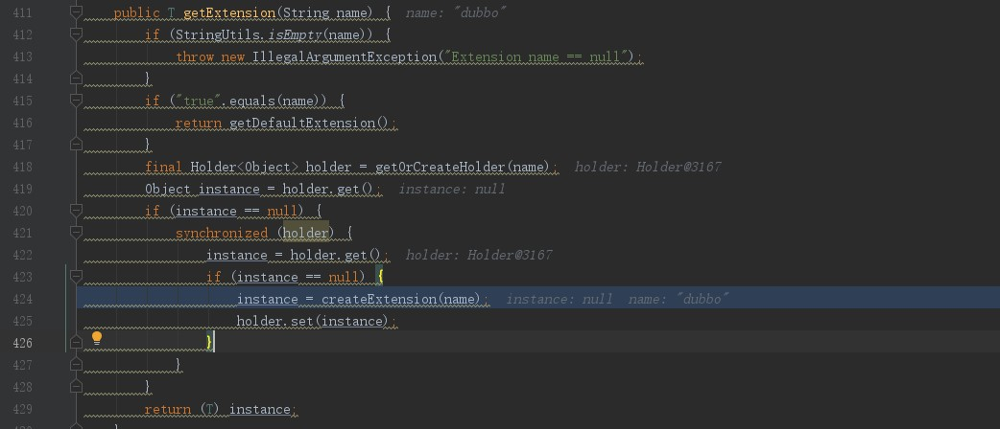 411 public T getExtension(String name) { name: "dubbo"
412 if (StringUtils.isEmpty(name)) {
413 throw new IllegalArgumentException("Extension name == null");
414 }
415 if ("true".equals(name)) {
416 return getDefaultExtension();
417 }
418 final Holder<Object> holder = getOrCreateHolder(name); holder: Holder@3167
419 Object instance = holder.get(); instance: null
420 if (instance == null) {
421 synchronized (holder) {
422 instance = holder.get(); holder: Holder@3167
423 if (instance == null) {
424 instance = createExtension(name); instance: null name: "dubbo"
425 holder.set(instance);
426 }
427 }
428 }
429 return (T) instance;